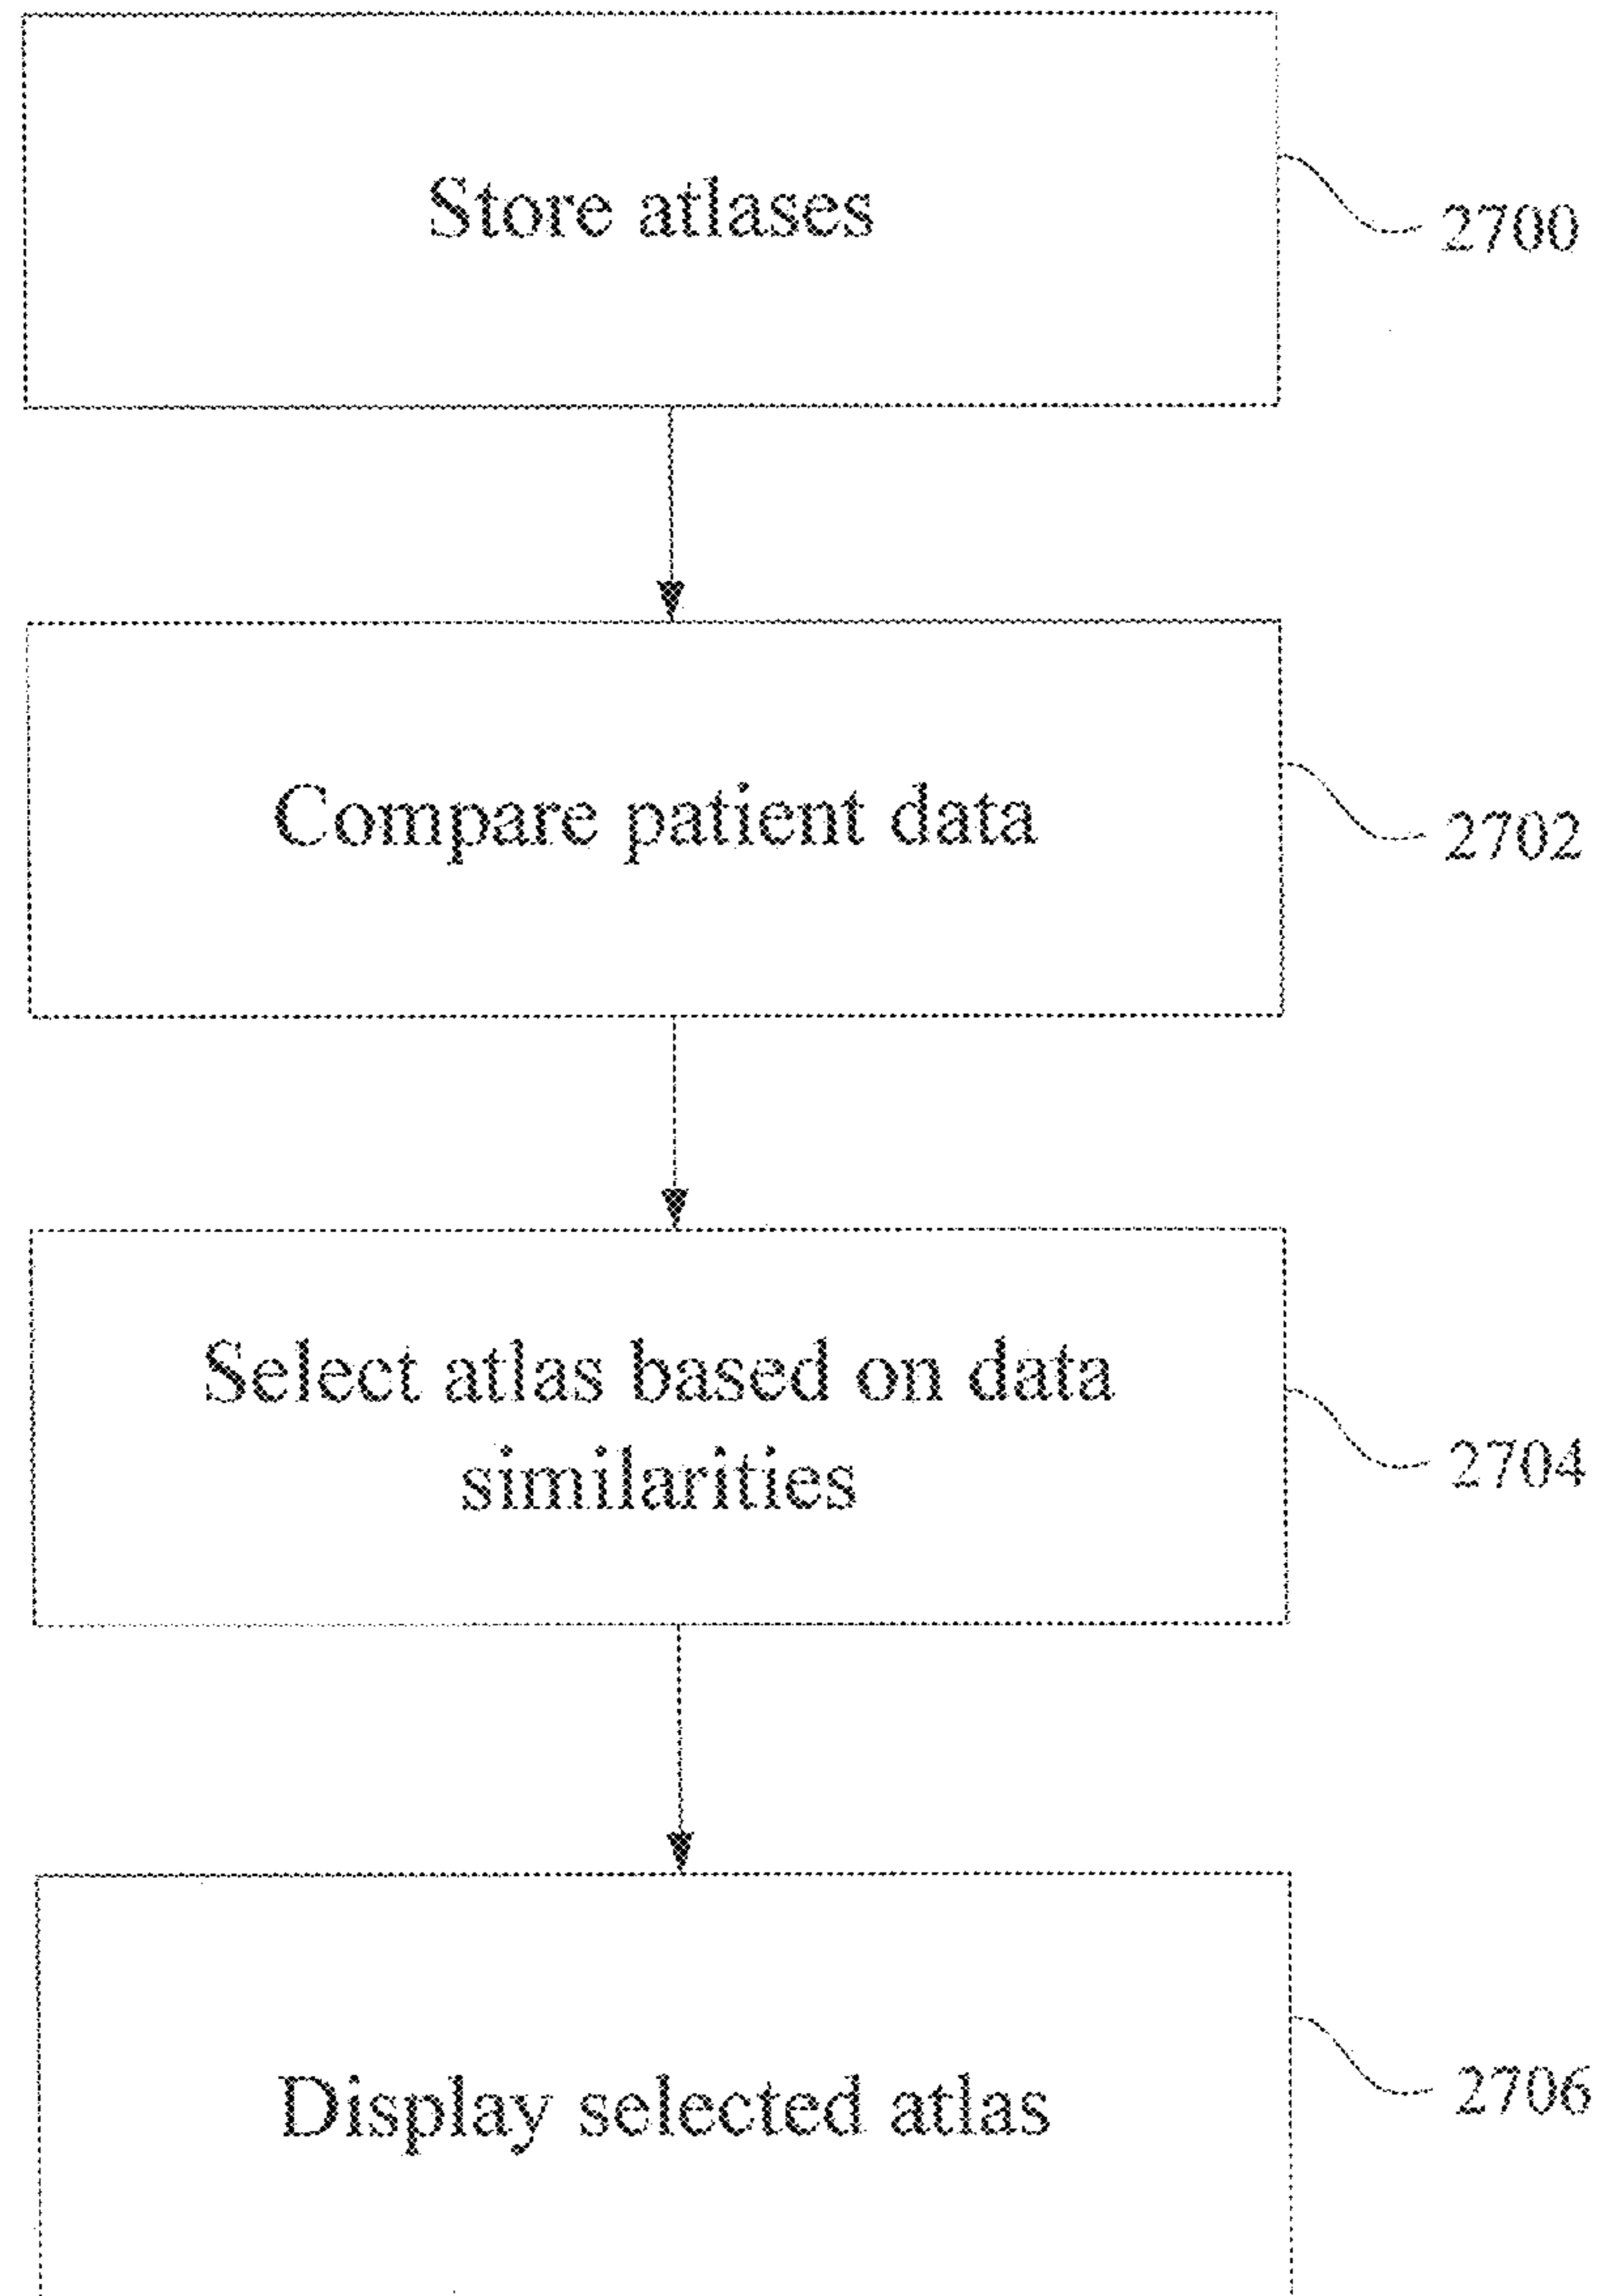 Store atlases
2700
Compare patient data
2702
Select atlas based on data
similarities
2704
Display selected atlas
2706